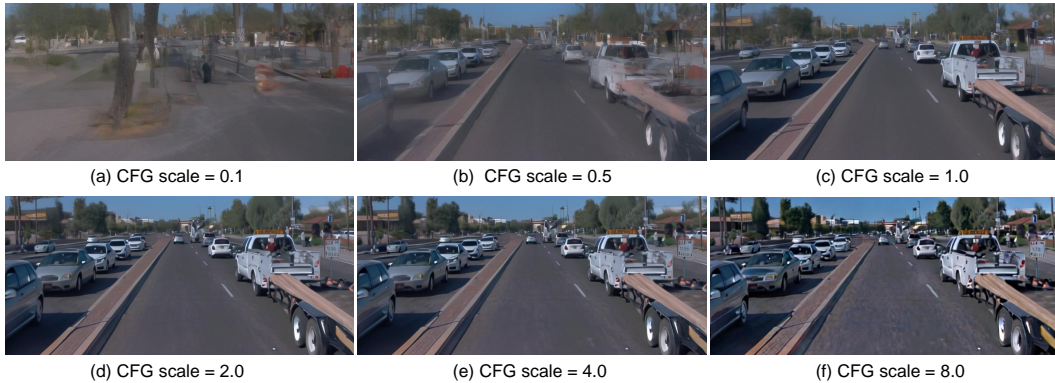 (a) CFG scale = 0.1
(b) CFG scale = 0.5
(c) CFG scale = 1.0
(d) CFG scale = 2.0
(e) CFG scale = 4.0
(f) CFG scale = 8.0